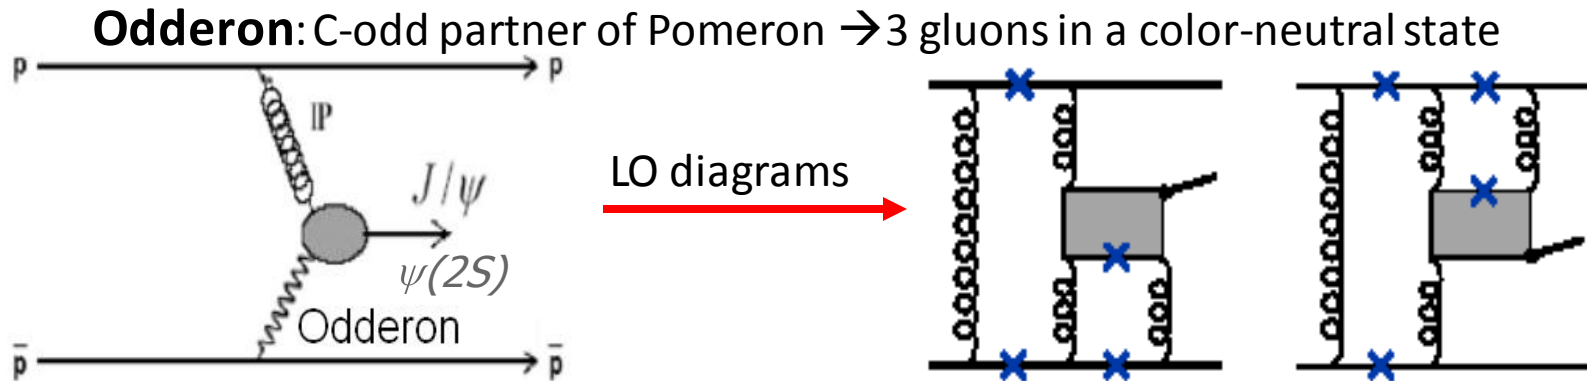 Odderon: C-odd partner of Pomeron →3 gluons in a color-neutral state
p p
ℙ
J/ψ
LO diagrams
ψ(2S)
Odderon
p̄ p̄